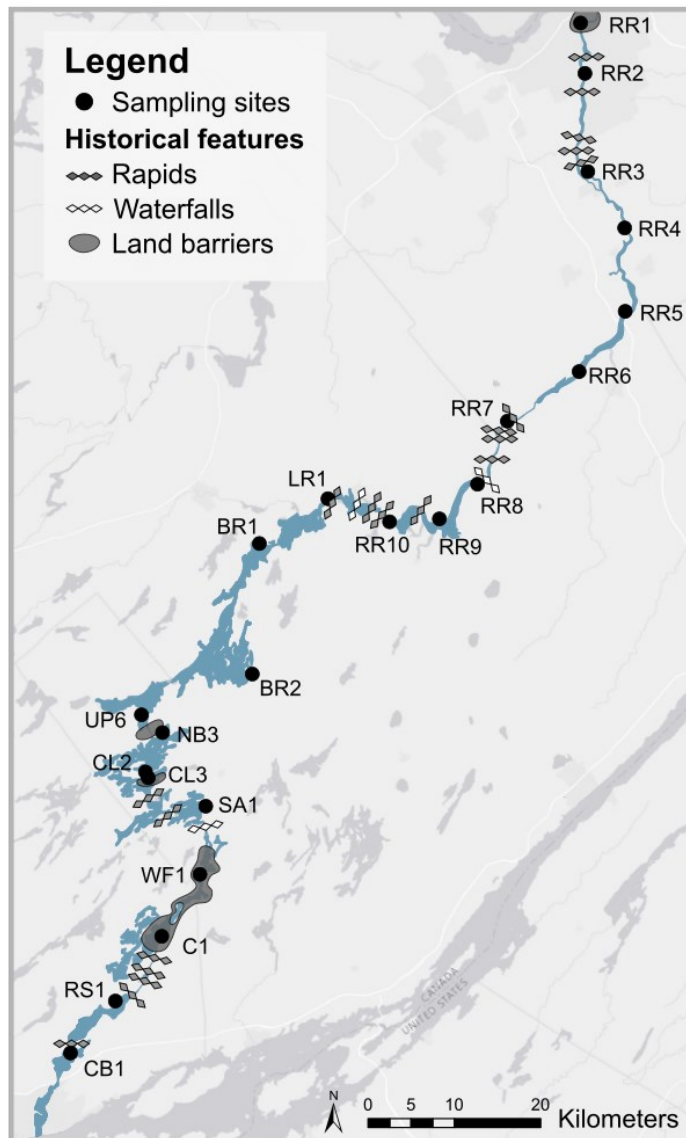 Legend
Sampling sites
Historical features
Rapids
Waterfalls
Land barriers
RR1
RR2
RR3
RR4
RR5
RR6
RR7
RR8
LR1
RR10
RR9
BR1
BR2
UP6
NB3
CL2
CL3
SA1
WF1
C1
CANADA
UNITED STATES
RS1
CB1
N
0 5 10 20 Kilometers